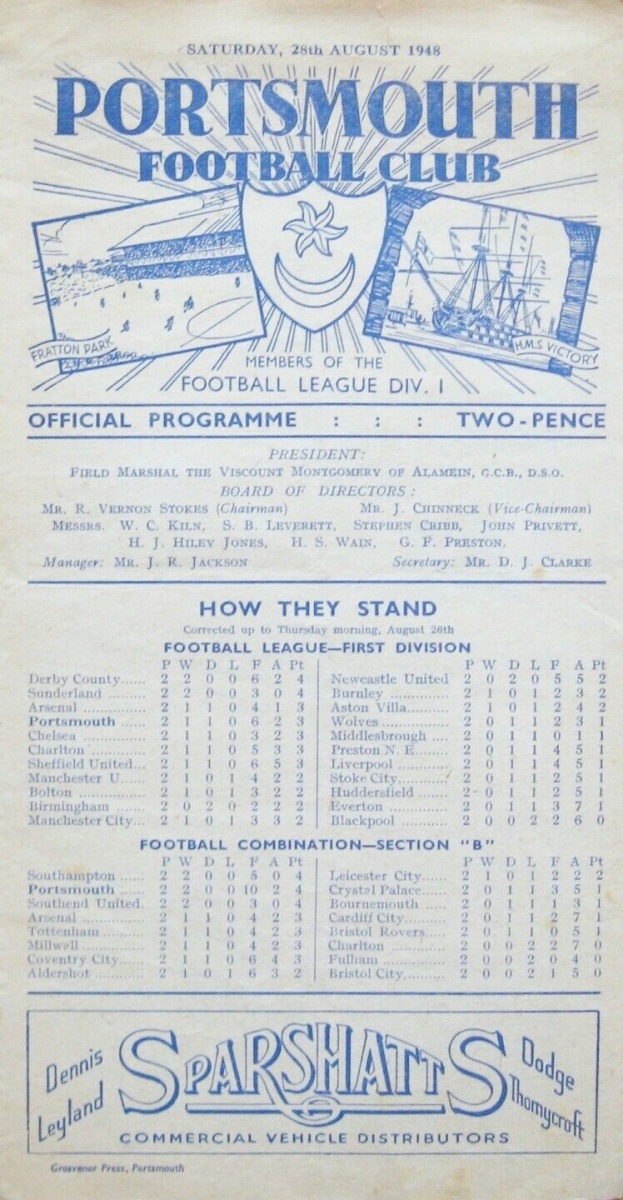 SATURDAY, 28th AUGUST 1948
PORTSMOUTH
FOOTBALL CLUB
FRATTON PARK
H.M.S VICTORY
MEMBERS OF THE
FOOTBALL LEAGUE DIV. I
OFFICIAL PROGRAMME : : : TWO-PENCE
PRESIDENT:
FIELD MARSHAL THE VISCOUNT MONTGOMERY OF ALAMEIN, G.C.B., D.S.O.
BOARD OF DIRECTORS:
MR. R. VERNON STOKES (Chairman) MR. J. CHINNECK (Vice-Chairman)
MESSRS. W. C. KILN, S. B. LEVERETT, STEPHEN CRIBB, JOHN PRIVETT,
H. J. HILEY JONES, H. S. WAIN, G. F. PRESTON.
Manager: MR. J. R. JACKSON Secretary: MR. D. J. CLARKE
HOW THEY STAND
Corrected up to Thursday morning, August 26th
FOOTBALL LEAGUE—FIRST DIVISION
P W D L F A Pt P W D L F A Pt
Derby County...... 2 2 0 0 6 2 4 Newcastle United 2 0 2 0 5 5 2
Sunderland ......... 2 2 0 0 3 0 4 Burnley ............ 2 1 0 1 2 3 2
Arsenal ............... 2 1 1 0 4 1 3 Aston Villa......... 2 1 0 1 2 4 2
Portsmouth ...... 2 1 1 0 6 2 3 Wolves ............... 2 0 1 1 2 3 1
Chelsea ............... 2 1 1 0 3 2 3 Middlesbrough .... 2 0 1 1 0 1 1
Charlton ............ 2 1 1 0 5 3 3 Preston N. E....... 2 0 1 1 4 5 1
Sheffield United... 2 1 1 0 6 5 3 Liverpool ............ 2 0 1 1 4 5 1
Manchester U..... 2 1 0 1 4 2 2 Stoke City............ 2 0 1 1 2 5 1
Bolton ............... 2 1 0 1 3 2 2 Huddersfield ...... 2 0 1 1 2 5 1
Birmingham ...... 2 0 2 0 2 2 2 Everton ............ 2 0 1 1 3 7 1
Manchester City... 2 1 0 1 3 3 2 Blackpool ............ 2 0 0 2 2 6 0
FOOTBALL COMBINATION—SECTION "B"
P W D L F A Pt P W D L F A Pt
Southampton ...... 2 2 0 0 5 0 4 Leicester City...... 2 1 0 1 2 2 2
Portsmouth ...... 2 2 0 0 10 2 4 Crystal Palace...... 2 0 1 1 3 5 1
Southend United. 2 2 0 0 3 0 4 Bournemouth ...... 2 0 1 1 1 3 1
Arsenal ............... 2 1 1 0 4 2 3 Cardiff City......... 2 0 1 1 2 7 1
Tottenham ......... 2 1 1 0 4 2 3 Bristol Rovers.... 2 0 1 1 0 5 1
Millwall ............ 2 1 1 0 4 2 3 Charlton ............ 2 0 0 2 2 7 0
Coventry City...... 2 1 1 0 6 4 3 Fulham ............... 2 0 0 2 0 4 0
Aldershot ............ 2 1 0 1 6 3 2 Bristol City.......... 2 0 0 2 1 5 0
Dennis
Leyland
SPARSHATTS
Dodge
Thornycroft
COMMERCIAL VEHICLE DISTRIBUTORS
Grosvenor Press, Portsmouth